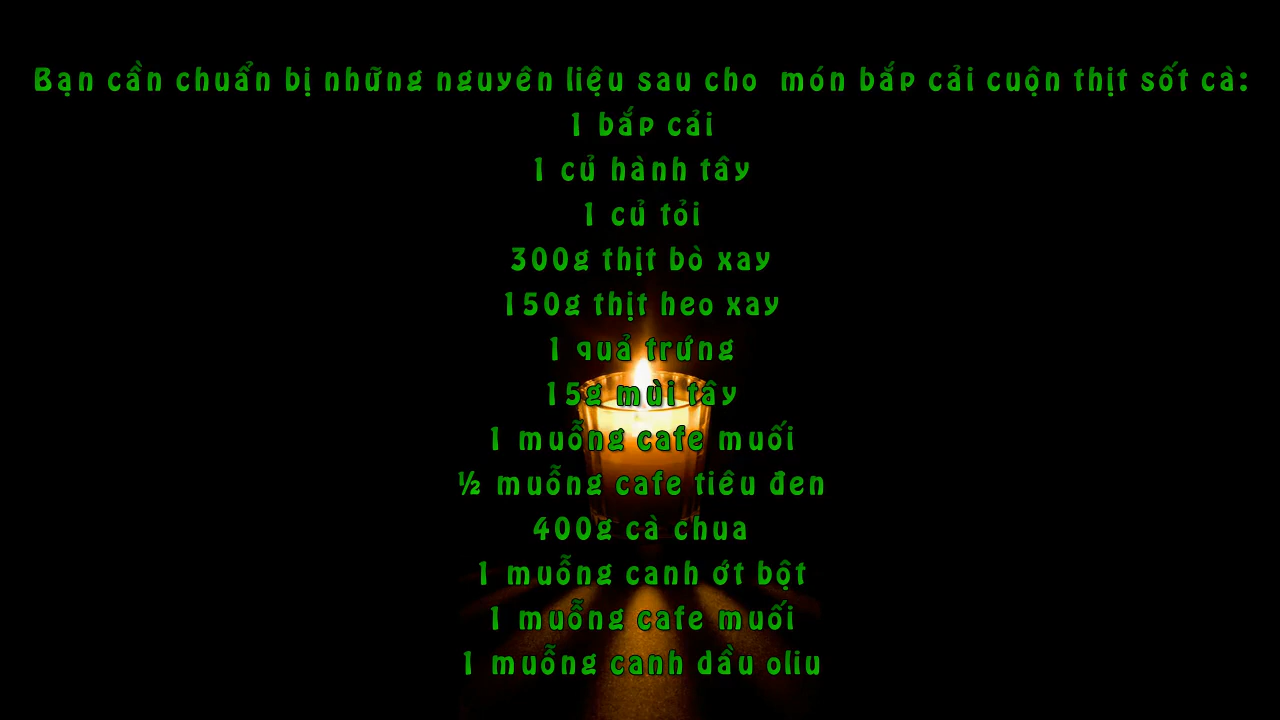 Bạn cần chuẩn bị những nguyên liệu sau cho món bắp cải cuộn thịt sốt cà:
1 bắp cải
1 củ hành tây
1 củ tỏi
300g thịt bò xay
150g thịt heo xay
1 quả trứng
15g mùi tây
1 muỗng cafe muối
½ muỗng cafe tiêu đen
400g cà chua
1 muỗng canh ớt bột
1 muỗng cafe muối
1 muỗng canh dầu oliu